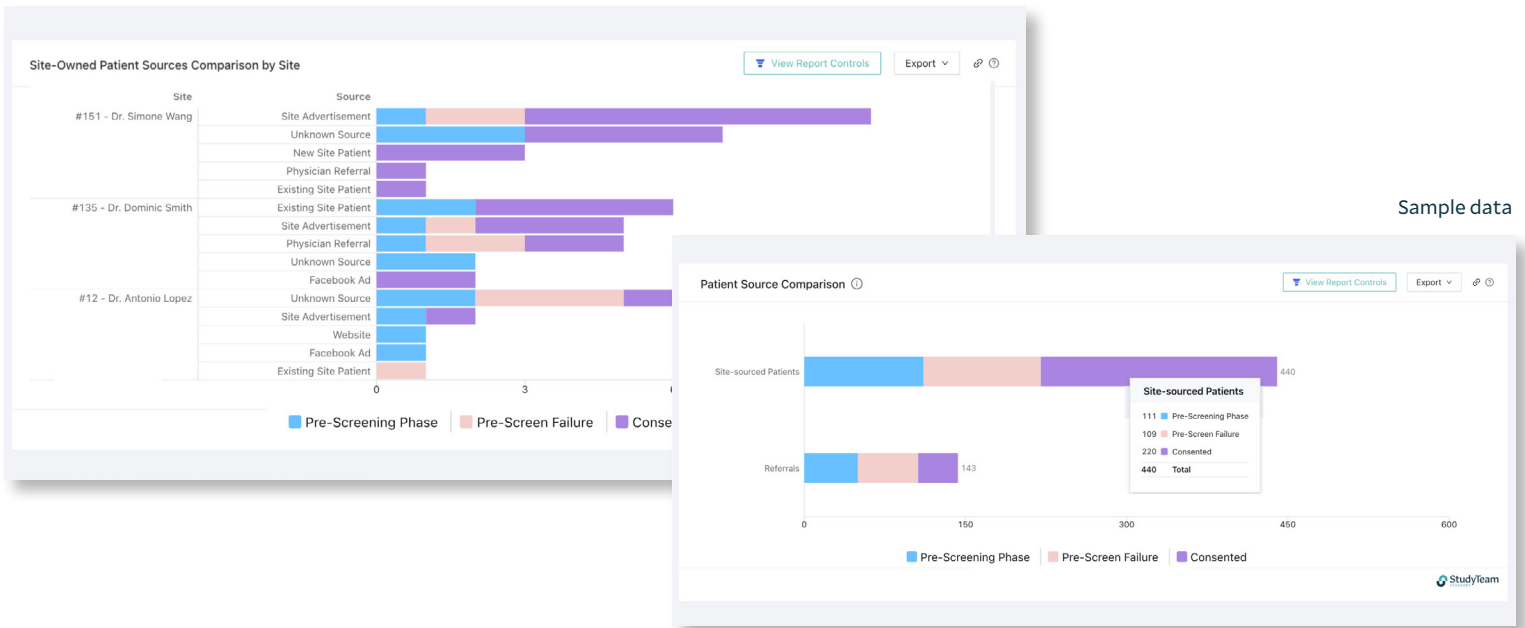 Site-Owned Patient Sources Comparison by Site
View Report Controls
Export
Site Source
#151 - Dr. Simone Wang Site Advertisement
Unknown Source
New Site Patient
Physician Referral
Existing Site Patient
#135 - Dr. Dominic Smith Existing Site Patient
Site Advertisement
Physician Referral
Unknown Source
Facebook Ad
#12 - Dr. Antonio Lopez Unknown Source
Site Advertisement
Website
Facebook Ad
Existing Site Patient
0 3
Pre-Screening Phase Pre-Screen Failure Conse
Sample data
Patient Source Comparison
View Report Controls
Export
Site-sourced Patients 440
Site-sourced Patients
111 Pre-Screening Phase
109 Pre-Screen Failure
220 Consented
440 Total
Referrals 143
0 150 300 450 600
Pre-Screening Phase Pre-Screen Failure Consented
StudyTeam